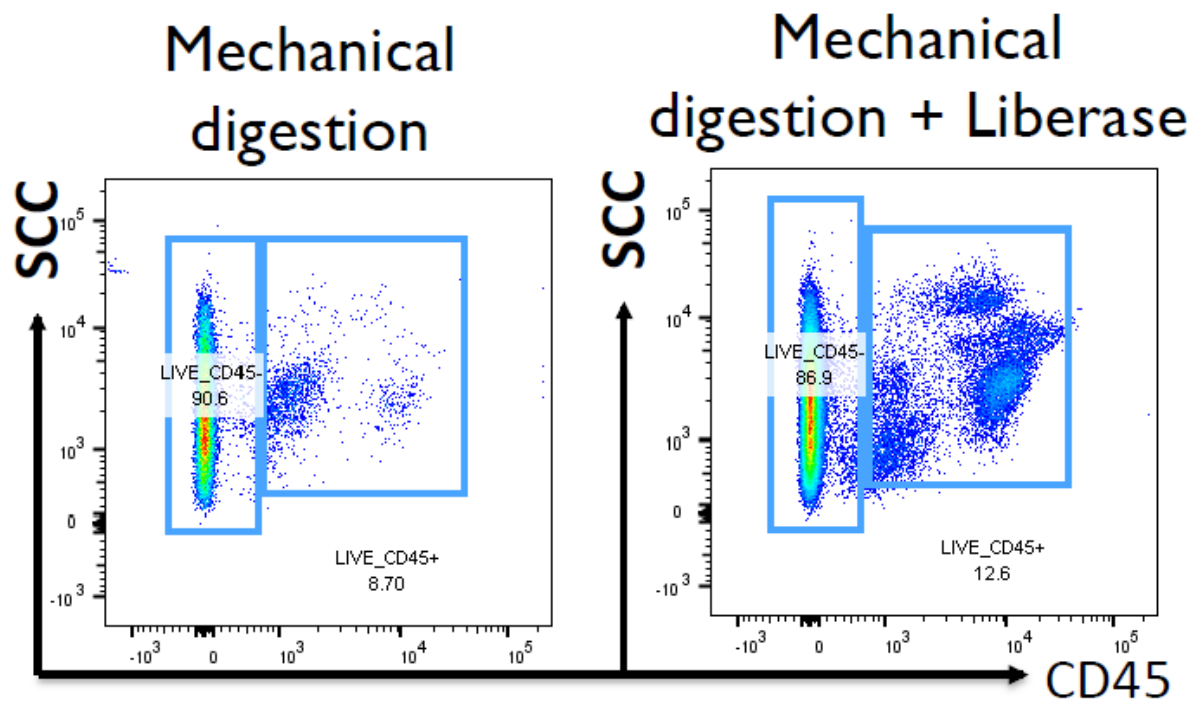 Mechanical
digestion
Mechanical
digestion + Liberase
SCC
10^5
10^4
10^3
0
-10^3
LIVE_CD45-
90.6
LIVE_CD45+
8.70
-10^3 0 10^3 10^4 10^5
SCC
10^5
10^4
10^3
0
-10^3
LIVE_CD45-
86.9
LIVE_CD45+
12.6
-10^3 0 10^3 10^4 10^5
CD45